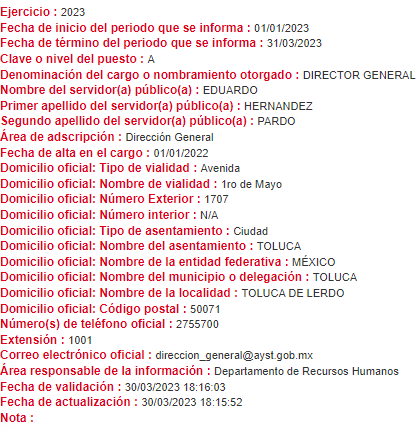 Ejercicio : 2023
Fecha de inicio del periodo que se informa : 01/01/2023
Fecha de término del periodo que se informa : 31/03/2023
Clave o nivel del puesto : A
Denominación del cargo o nombramiento otorgado : DIRECTOR GENERAL
Nombre del servidor(a) público(a) : EDUARDO
Primer apellido del servidor(a) público(a) : HERNANDEZ
Segundo apellido del servidor(a) público(a) : PARDO
Área de adscripción : Dirección General
Fecha de alta en el cargo : 01/01/2022
Domicilio oficial: Tipo de vialidad : Avenida
Domicilio oficial: Nombre de vialidad : 1ro de Mayo
Domicilio oficial: Número Exterior : 1707
Domicilio oficial: Número interior : N/A
Domicilio oficial: Tipo de asentamiento : Ciudad
Domicilio oficial: Nombre del asentamiento : TOLUCA
Domicilio oficial: Nombre de la entidad federativa : MÉXICO
Domicilio oficial: Nombre del municipio o delegación : TOLUCA
Domicilio oficial: Nombre de la localidad : TOLUCA DE LERDO
Domicilio oficial: Código postal : 50071
Número(s) de teléfono oficial : 2755700
Extensión : 1001
Correo electrónico oficial : direccion_general@ayst.gob.mx
Área responsable de la información : Departamento de Recursos Humanos
Fecha de validación : 30/03/2023 18:16:03
Fecha de actualización : 30/03/2023 18:15:52
Nota :